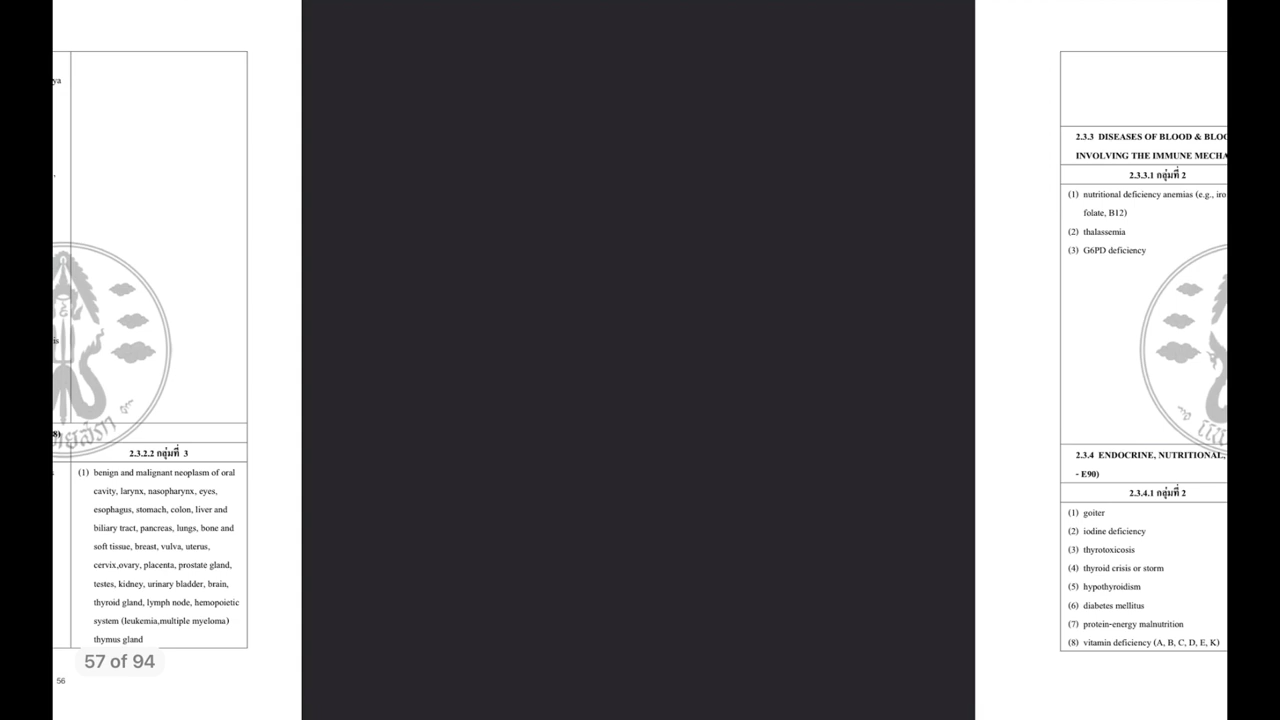 ya
8)
2.3.2.2 กลุ่มที่ 3
(1) benign and malignant neoplasm of oral
cavity, larynx, nasopharynx, eyes,
esophagus, stomach, colon, liver and
biliary tract, pancreas, lungs, bone and
soft tissue, breast, vulva, uterus,
cervix,ovary, placenta, prostate gland,
testes, kidney, urinary bladder, brain,
thyroid gland, lymph node, hemopoietic
system (leukemia,multiple myeloma)
thymus gland
57 of 94
56
2.3.3 DISEASES OF BLOOD & BLOO
INVOLVING THE IMMUNE MECHA
2.3.3.1 กลุ่มที่ 2
(1) nutritional deficiency anemias (e.g., iro
folate, B12)
(2) thalassemia
(3) G6PD deficiency
2.3.4 ENDOCRINE, NUTRITIONAL,
- E90)
2.3.4.1 กลุ่มที่ 2
(1) goiter
(2) iodine deficiency
(3) thyrotoxicosis
(4) thyroid crisis or storm
(5) hypothyroidism
(6) diabetes mellitus
(7) protein-energy malnutrition
(8) vitamin deficiency (A, B, C, D, E, K)